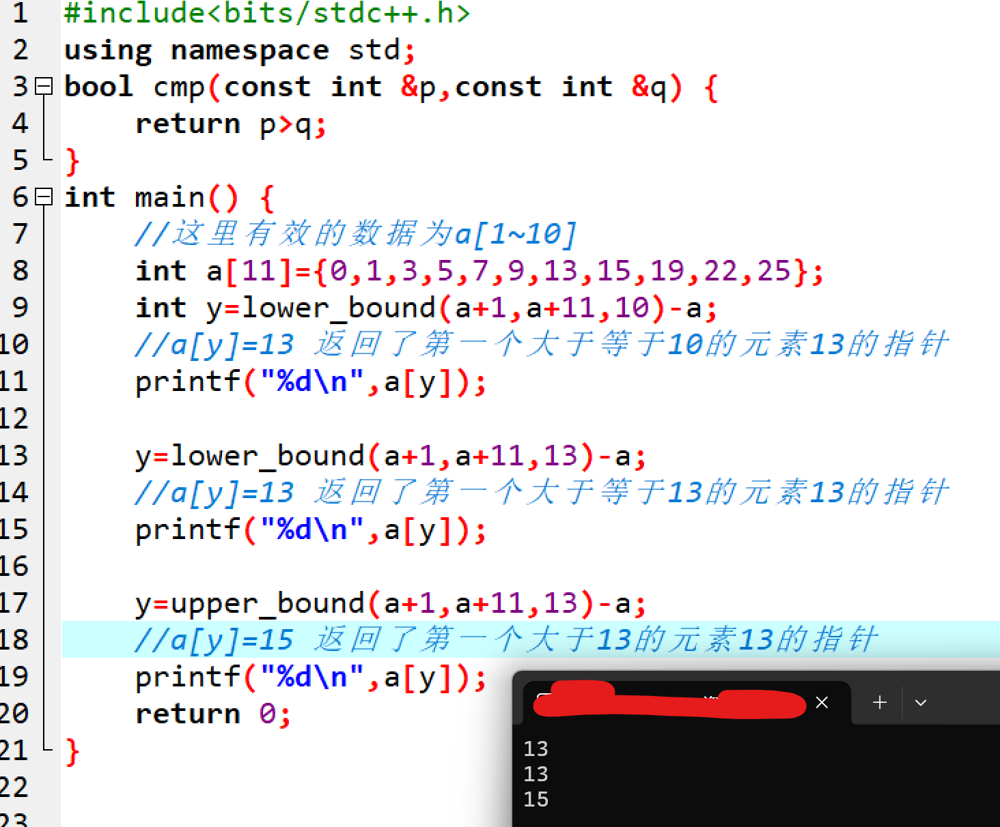 1 #include<bits/stdc++.h>
2 using namespace std;
3 bool cmp(const int &p,const int &q) {
4 return p>q;
5 }
6 int main() {
7 //这里有效的数据为a[1~10]
8 int a[11]={0,1,3,5,7,9,13,15,19,22,25};
9 int y=lower_bound(a+1,a+11,10)-a;
10 //a[y]=13 返回了第一个大于等于10的元素13的指针
11 printf("%d\n",a[y]);
12
13 y=lower_bound(a+1,a+11,13)-a;
14 //a[y]=13 返回了第一个大于等于13的元素13的指针
15 printf("%d\n",a[y]);
16
17 y=upper_bound(a+1,a+11,13)-a;
18 //a[y]=15 返回了第一个大于13的元素13的指针
19 printf("%d\n",a[y]);
20 return 0;
21 }
22
23
13
13
15